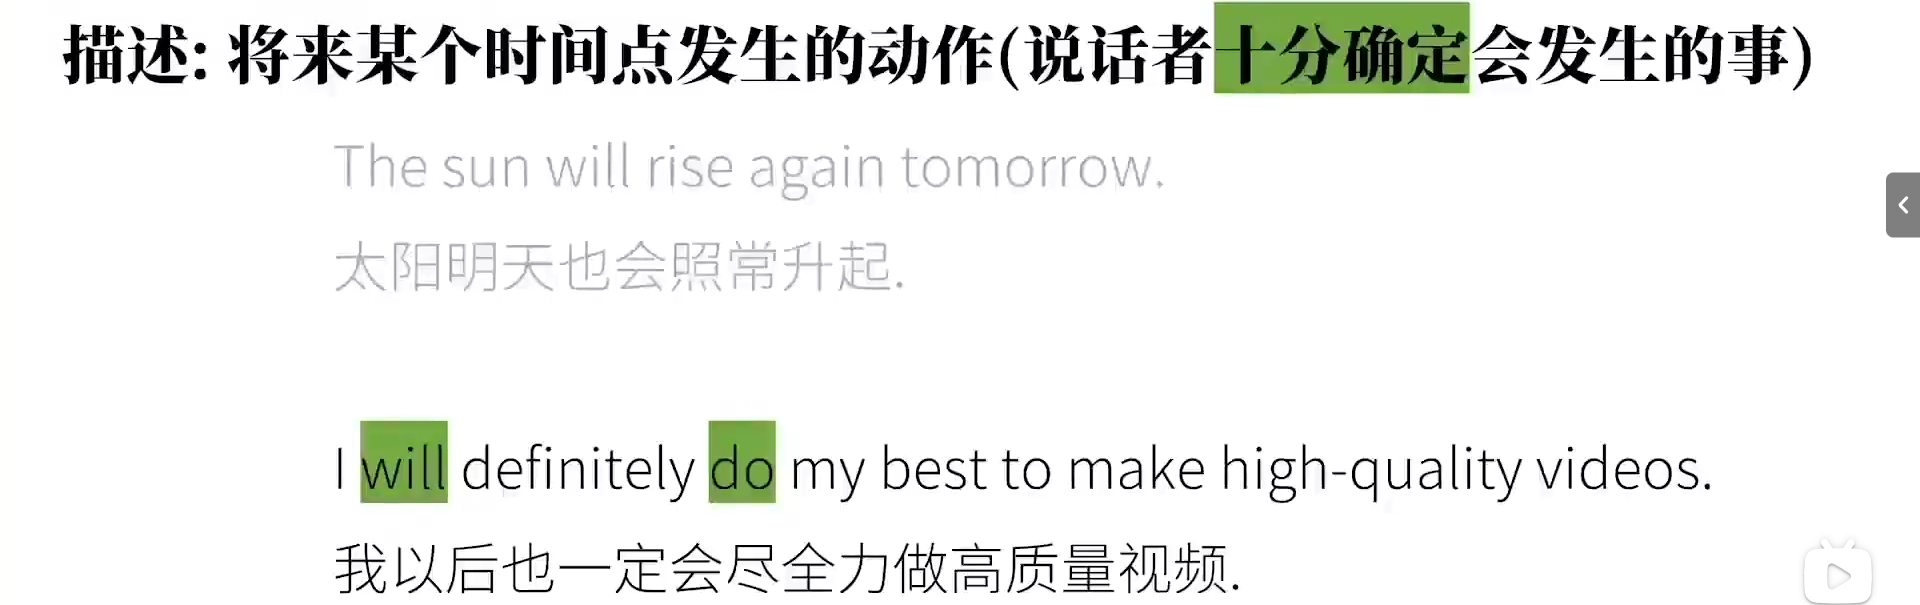 描述: 将来某个时间点发生的动作(说话者十分确定会发生的事)
The sun will rise again tomorrow.
太阳明天也会照常升起.
I will definitely do my best to make high-quality videos.
我以后也一定会尽全力做高质量视频.